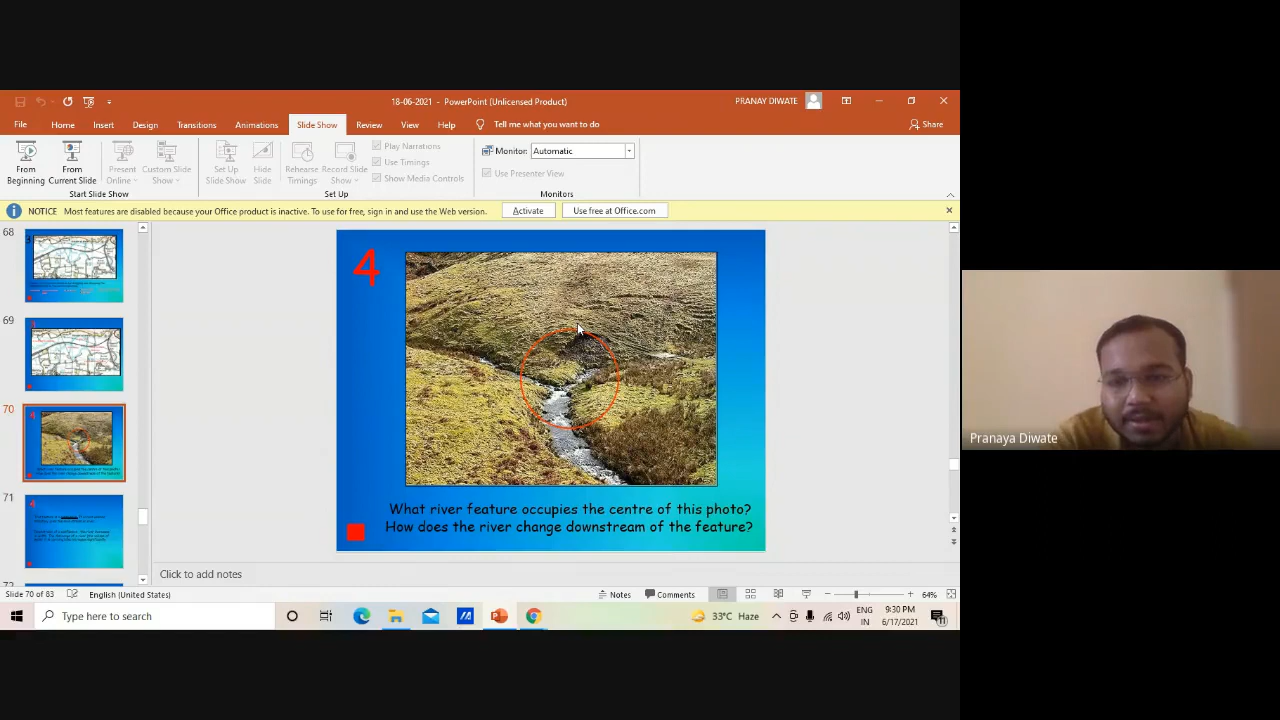 18-06-2021 - PowerPoint (Unlicensed Product)
PRANAY DIWATE
File Home Insert Design Transitions Animations Slide Show Review View Help Tell me what you want to do
Share
From Beginning
From Current Slide
Present Online
Custom Slide Show
Set Up Slide Show
Hide Slide
Rehearse Timings
Record Slide Show
Play Narrations
Use Timings
Show Media Controls
Monitor: Automatic
Use Presenter View
Start Slide Show
Set Up
Monitors
NOTICE Most features are disabled because your Office product is inactive. To use for free, sign in and use the Web version.
Activate
Use free at Office.com
68
69
70
71
72
4
What river feature occupies the centre of this photo?
How does the river change downstream of the feature?
Click to add notes
Slide 70 of 83
English (United States)
Notes
Comments
64%
Type here to search
33°C Haze
ENG
IN
9:30 PM
6/17/2021
Pranaya Diwate